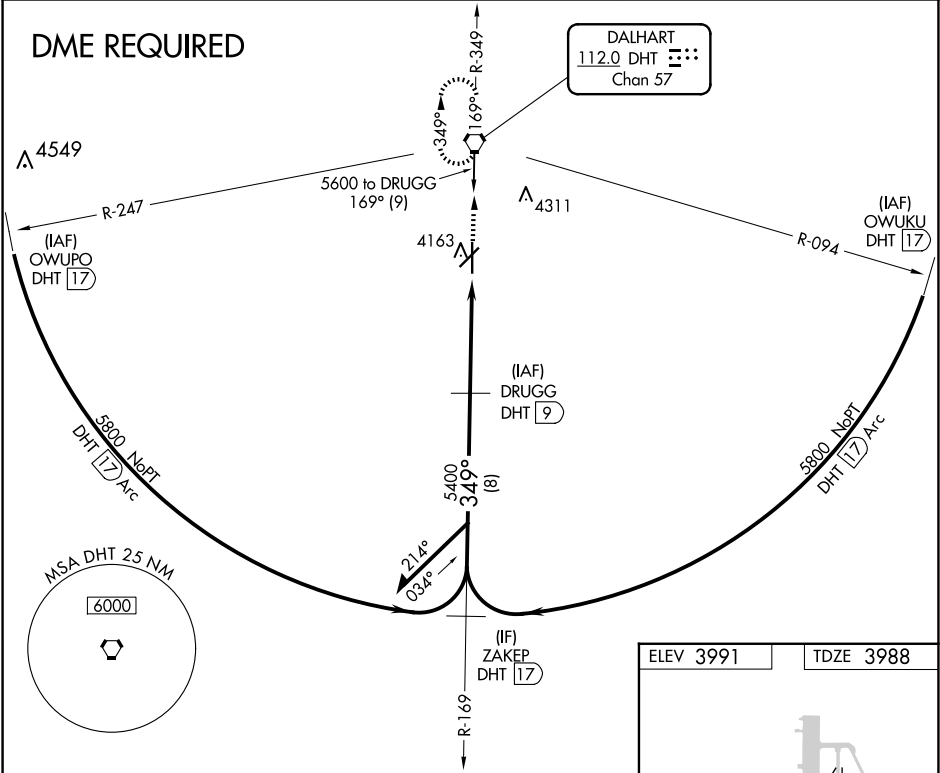 DME REQUIRED
DALHART
112.0 DHT
Chan 57
R-349
169°
349°
4549
5600 to DRUGG
169° (9)
4311
R-247
R-094
4163
(IAF)
OWUPO
DHT 17
(IAF)
OWUKU
DHT 17
(IAF)
DRUGG
DHT 9
5800 NoPT
DHT 17 Arc
5800 NoPT
DHT 17 Arc
5400
349°
(8)
214°
034°
MSA DHT 25 NM
6000
(IF)
ZAKEP
DHT 17
R-169
ELEV 3991
TDZE 3988